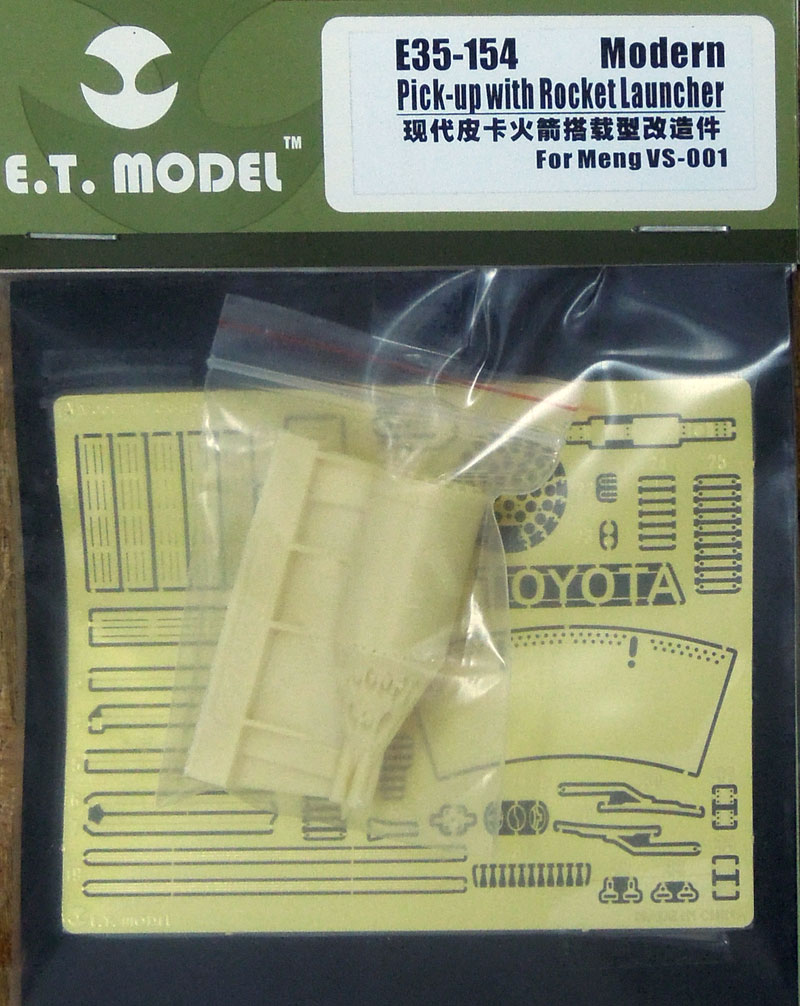 E35-154 Modern
Pick-up with Rocket Launcher
现代皮卡火箭搭载型改造件
For Meng VS-001
E.T. MODEL™
TOYOTA
E.T. MODEL